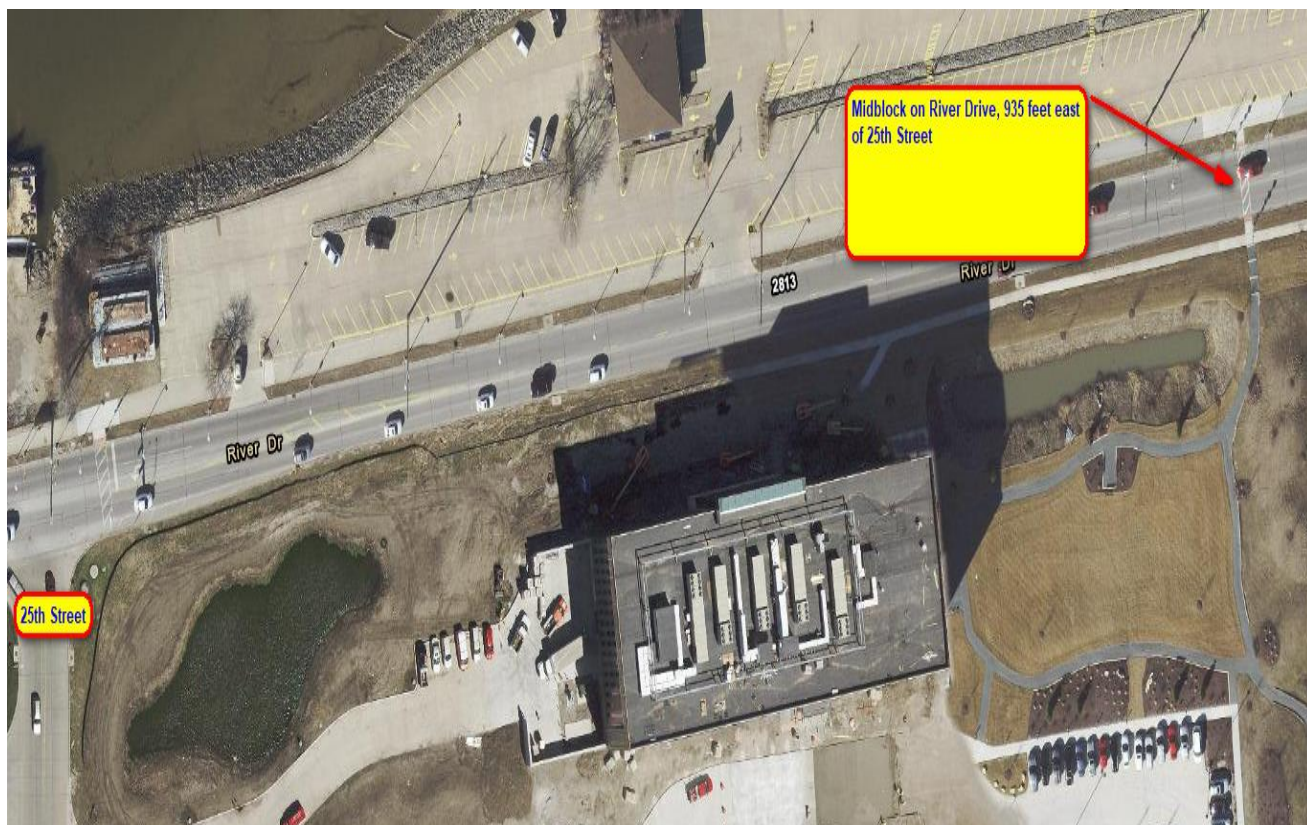 Midblock on River Drive, 935 feet east
of 25th Street
River Dr
2813
River Dr
25th Street